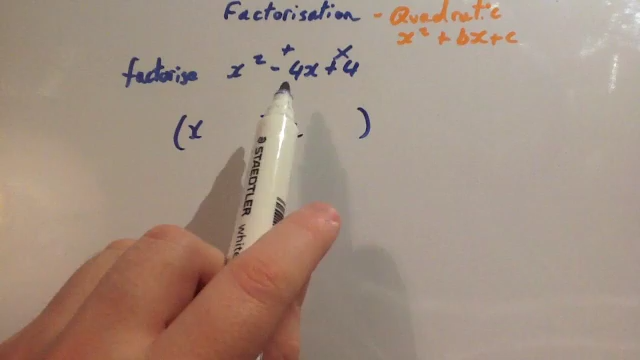 Factorisation - Quadratic
x² + bx + c
+ ×
factorise x² - 4x + 4
(x )
STAEDTLER